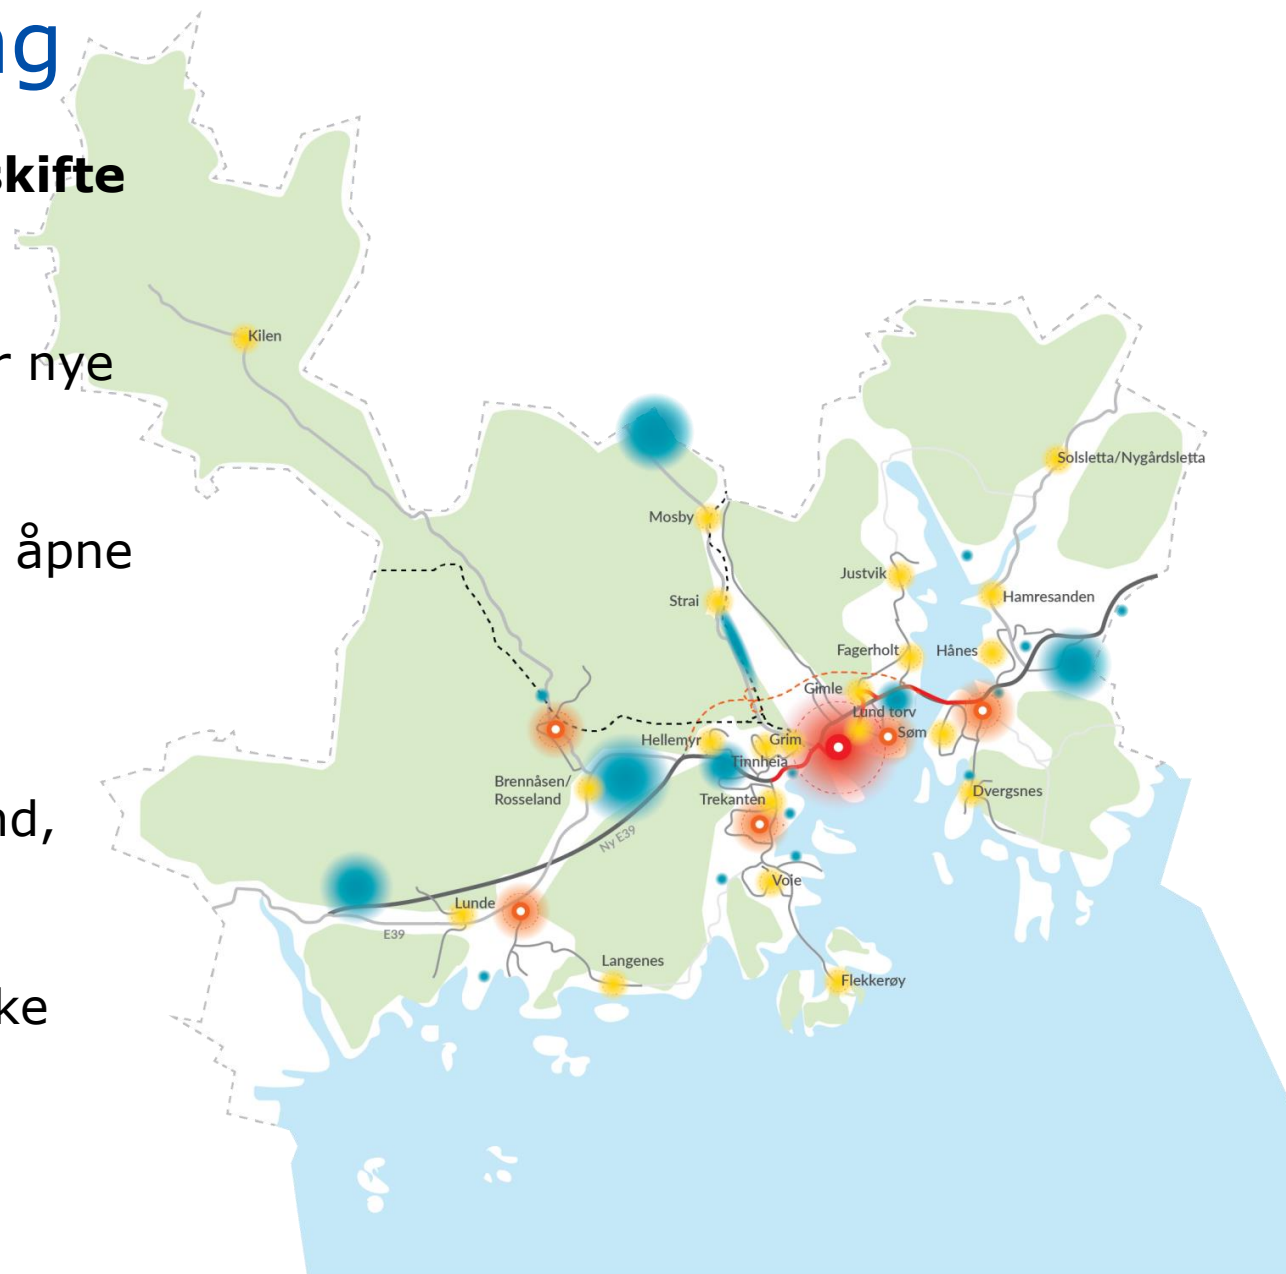 ng
skifte
r nye
åpne
nd,
ke
Kilen
Solsletta/Nygårdsletta
Mosby
Justvik
Strai
Hamresanden
Fagerholt
Hånes
Gimle
Lund torv
Søm
Hellemyr
Grim
Tinnheia
Brennåsen/
Rosseland
Trekanten
Dvergsnes
Ny E39
Voie
Lunde
E39
Langenes
Flekkerøy